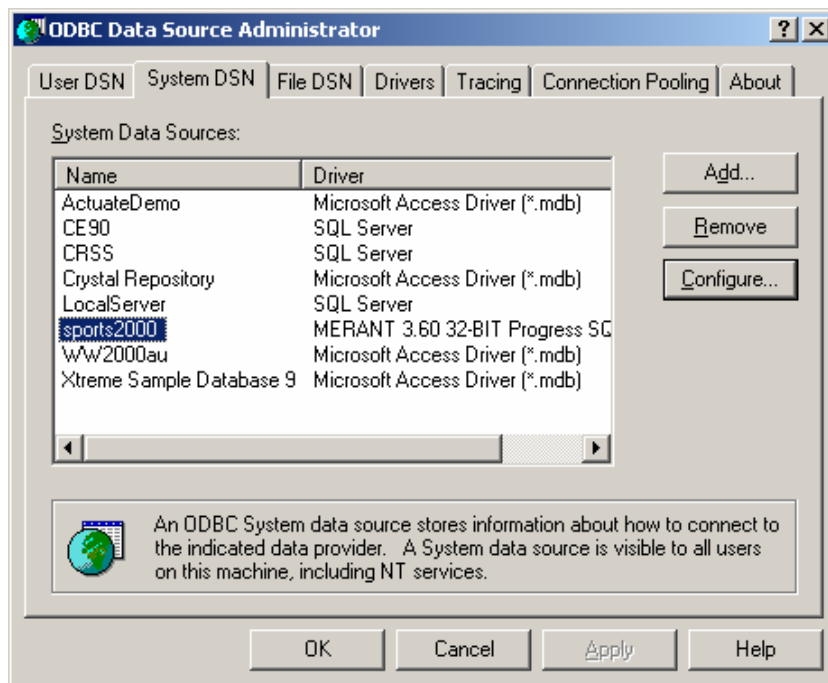 ODBC Data Source Administrator
User DSN System DSN File DSN Drivers Tracing Connection Pooling About
System Data Sources:
Name Driver
ActuateDemo Microsoft Access Driver (*.mdb)
CE90 SQL Server
CRSS SQL Server
Crystal Repository Microsoft Access Driver (*.mdb)
LocalServer SQL Server
sports2000 MERANT 3.60 32-BIT Progress SQ
WW2000au Microsoft Access Driver (*.mdb)
Xtreme Sample Database 9 Microsoft Access Driver (*.mdb)
Add...
Remove
Configure...
An ODBC System data source stores information about how to connect to
the indicated data provider. A System data source is visible to all users
on this machine, including NT services.
OK Cancel Apply Help